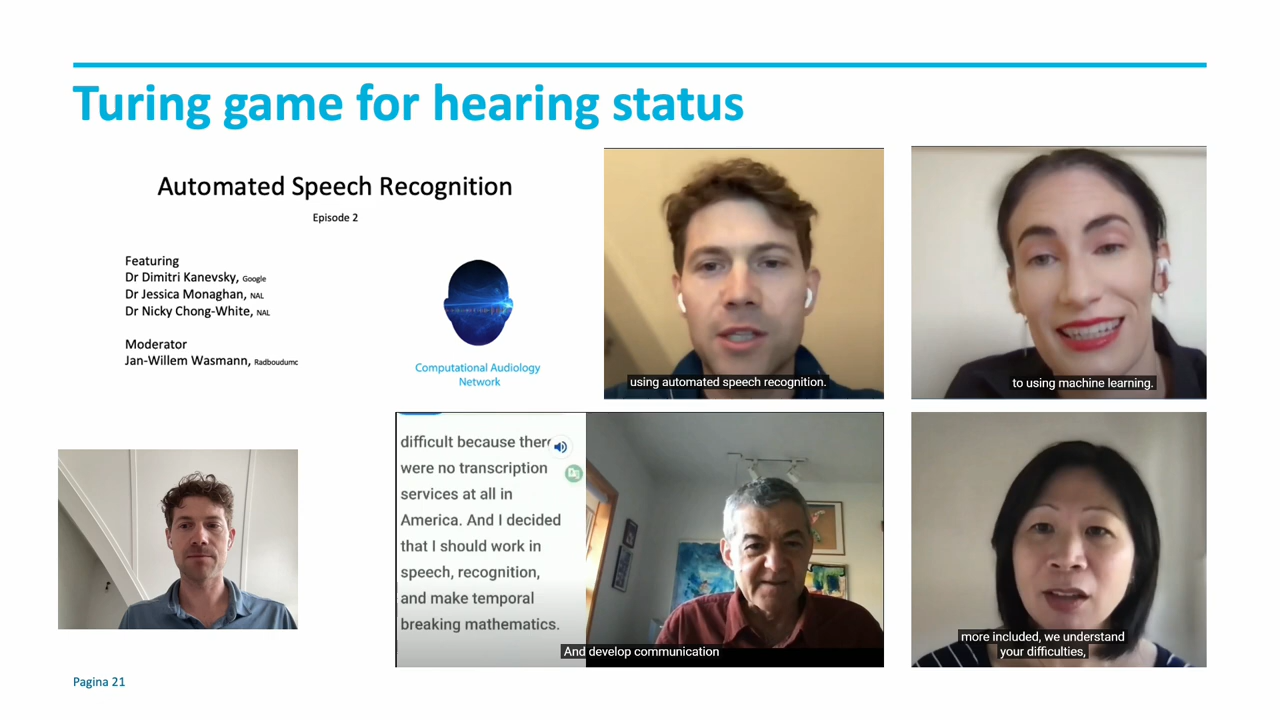 Turing game for hearing status
Automated Speech Recognition
Episode 2
Featuring
Dr Dimitri Kanevsky, Google
Dr Jessica Monaghan, NAL
Dr Nicky Chong-White, NAL
Moderator
Jan-Willem Wasmann, Radboudumc
Computational Audiology
Network
using automated speech recognition.
to using machine learning.
difficult because there
were no transcription
services at all in
America. And I decided
that I should work in
speech, recognition,
and make temporal
breaking mathematics.
And develop communication
more included, we understand
your difficulties,
Pagina 21